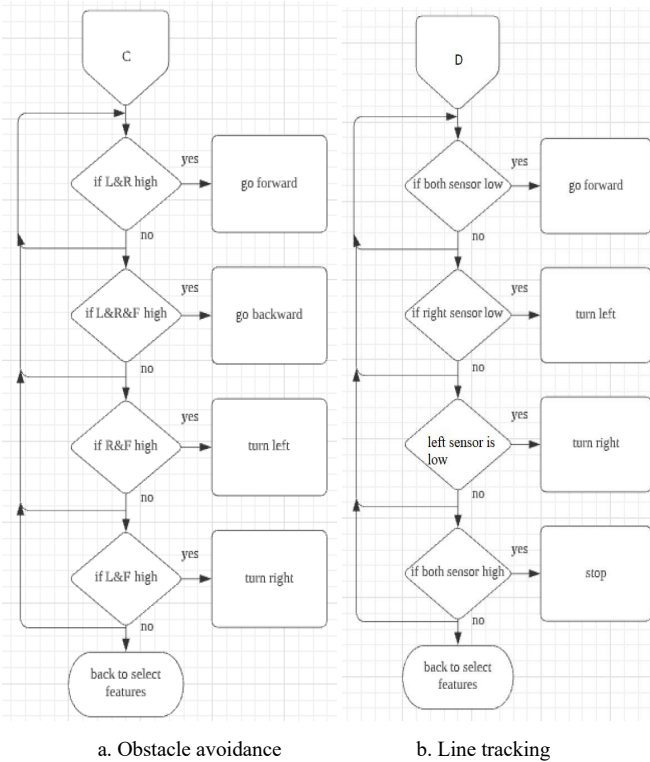 C
if L&R high
yes
go forward
no
if L&R&F high
yes
go backward
no
if R&F high
yes
turn left
no
if L&F high
yes
turn right
no
back to select
features
a. Obstacle avoidance
D
if both sensor low
yes
go forward
no
if right sensor low
yes
turn left
no
left sensor is
low
yes
turn right
no
if both sensor high
yes
stop
no
back to select
features
b. Line tracking